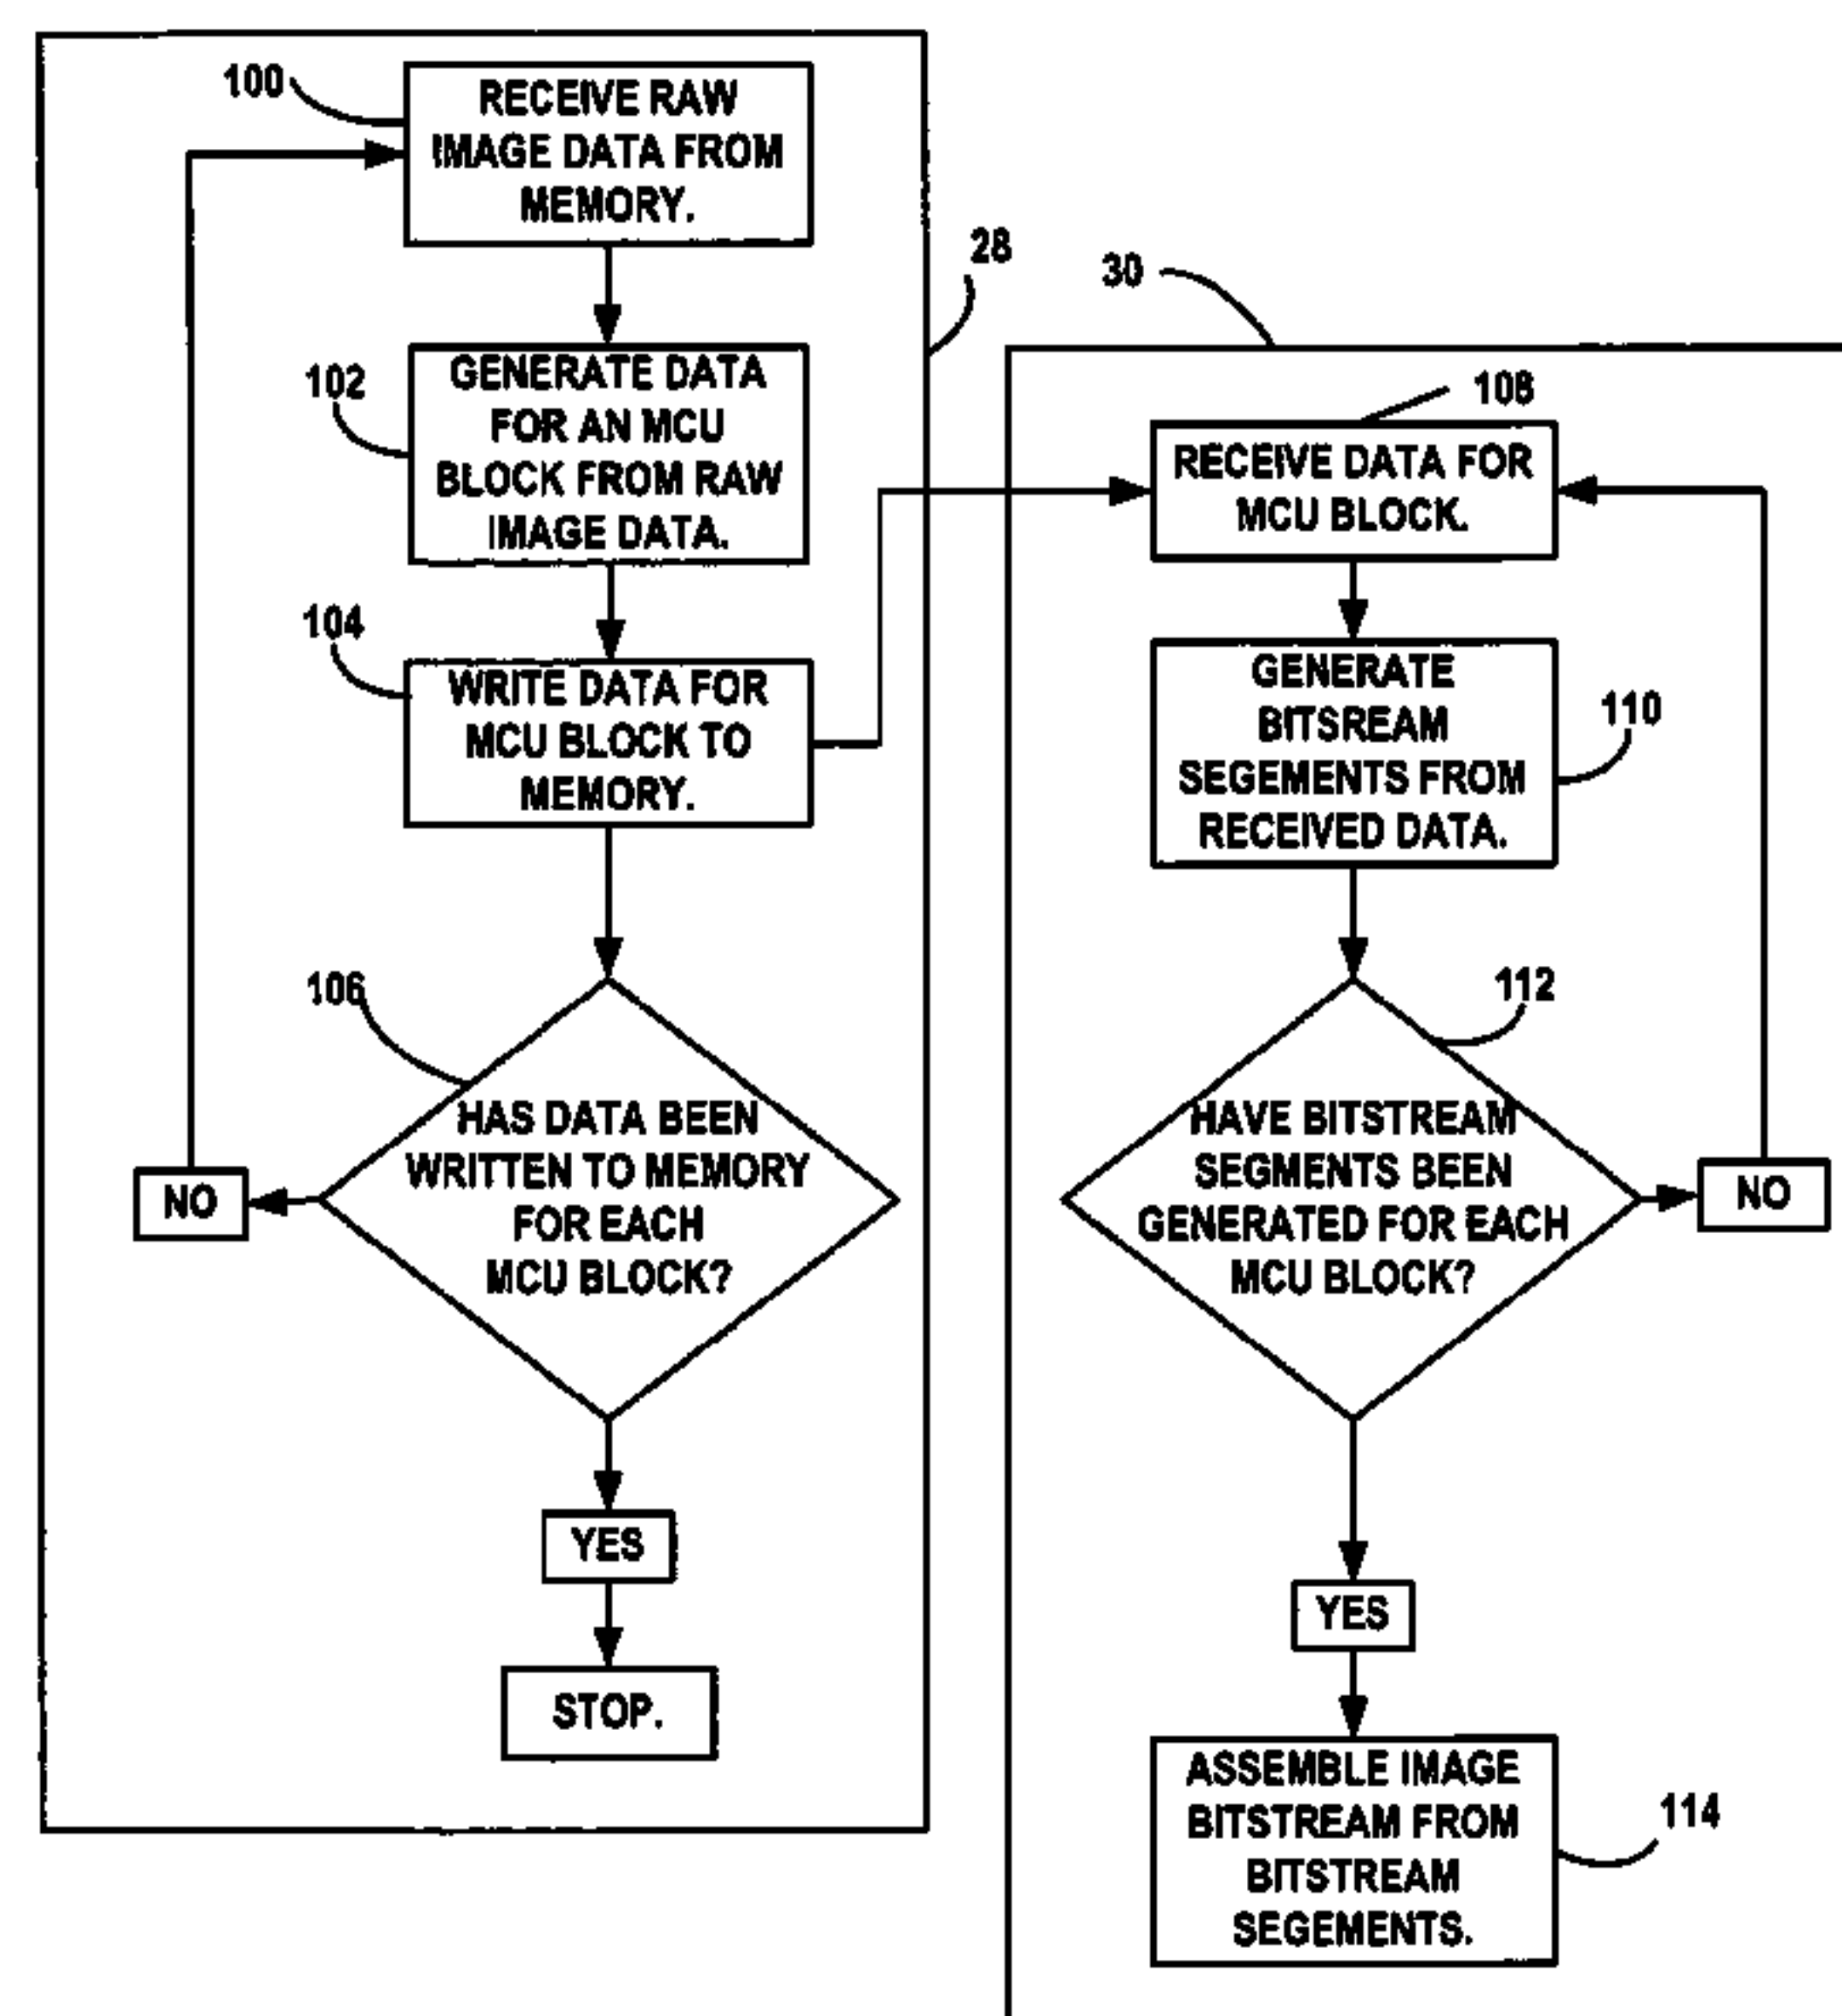 100
RECEIVE RAW
IMAGE DATA FROM
MEMORY.
28
102
GENERATE DATA
FOR AN MCU
BLOCK FROM RAW
IMAGE DATA.
104
WRITE DATA FOR
MCU BLOCK TO
MEMORY.
106
HAS DATA BEEN
WRITTEN TO MEMORY
FOR EACH
MCU BLOCK?
NO
YES
STOP.
30
108
RECEIVE DATA FOR
MCU BLOCK.
GENERATE
BITSREAM
SEGEMENTS FROM
RECEIVED DATA.
110
112
HAVE BITSTREAM
SEGMENTS BEEN
GENERATED FOR EACH
MCU BLOCK?
NO
YES
ASSEMBLE IMAGE
BITSTREAM FROM
BITSTREAM
SEGEMENTS.
114